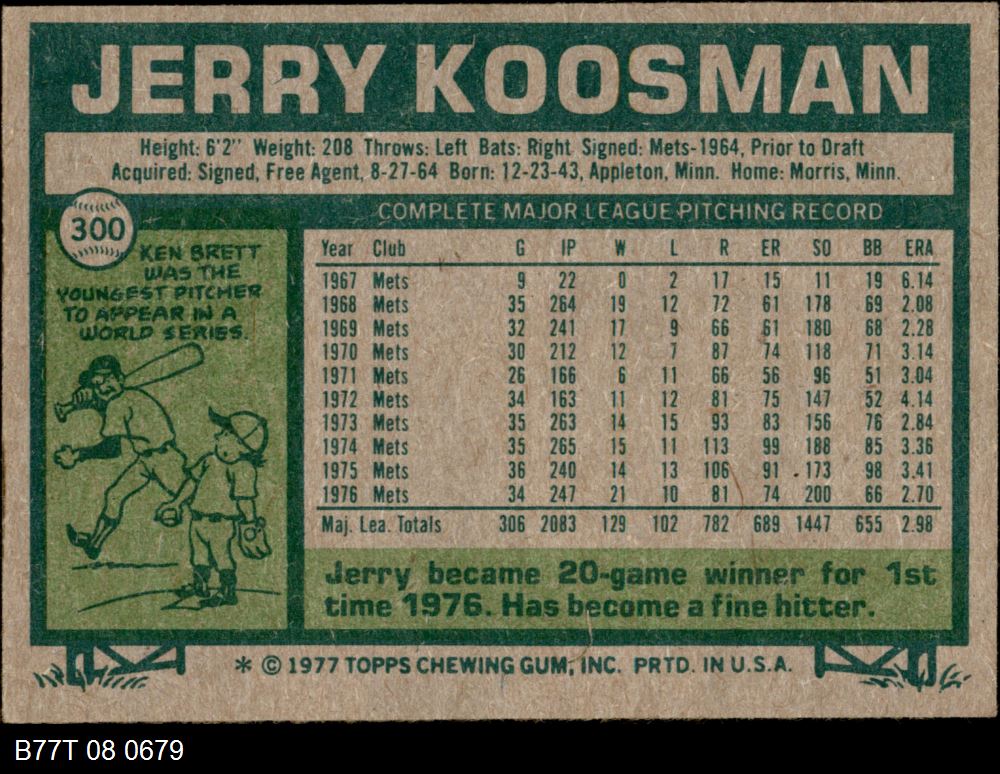 JERRY KOOSMAN
Height: 6'2" Weight: 208 Throws: Left Bats: Right Signed: Mets-1964, Prior to Draft
Acquired: Signed, Free Agent, 8-27-64 Born: 12-23-43, Appleton, Minn. Home: Morris, Minn.
300
KEN BRETT
WAS THE
YOUNGEST PITCHER
TO APPEAR IN A
WORLD SERIES.
COMPLETE MAJOR LEAGUE PITCHING RECORD
Year Club G IP W L R ER SO BB ERA
1967 Mets 9 22 0 2 17 15 11 19 6.14
1968 Mets 35 264 19 12 72 61 178 69 2.08
1969 Mets 32 241 17 9 66 61 180 68 2.28
1970 Mets 30 212 12 7 87 74 118 71 3.14
1971 Mets 26 166 6 11 66 56 96 51 3.04
1972 Mets 34 163 11 12 81 75 147 52 4.14
1973 Mets 35 263 14 15 93 83 156 76 2.84
1974 Mets 35 265 15 11 113 99 188 85 3.36
1975 Mets 36 240 14 13 106 91 173 98 3.41
1976 Mets 34 247 21 10 81 74 200 66 2.70
Maj. Lea. Totals 306 2083 129 102 782 689 1447 655 2.98
Jerry became 20-game winner for 1st
time 1976. Has become a fine hitter.
* © 1977 TOPPS CHEWING GUM, INC. PRTD. IN U.S.A.
B77T 08 0679